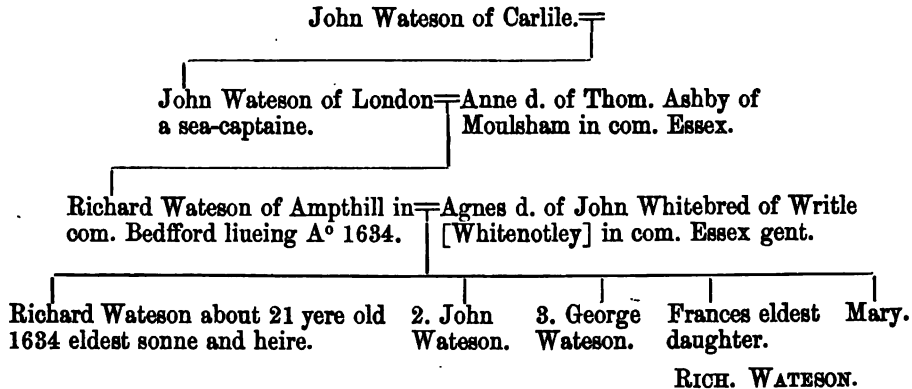 John Wateson of Carlile.
John Wateson of London
a sea-captaine.
Anne d. of Thom. Ashby of
Moulsham in com. Essex.
Richard Wateson of Ampthill in
com. Bedfford liueing Aº 1634.
Agnes d. of John Whitebred of Writle
[Whitenotley] in com. Essex gent.
Richard Wateson about 21 yere old
1634 eldest sonne and heire.
2. John
Wateson.
3. George
Wateson.
Frances eldest
daughter.
Mary.
RICH. WATESON.